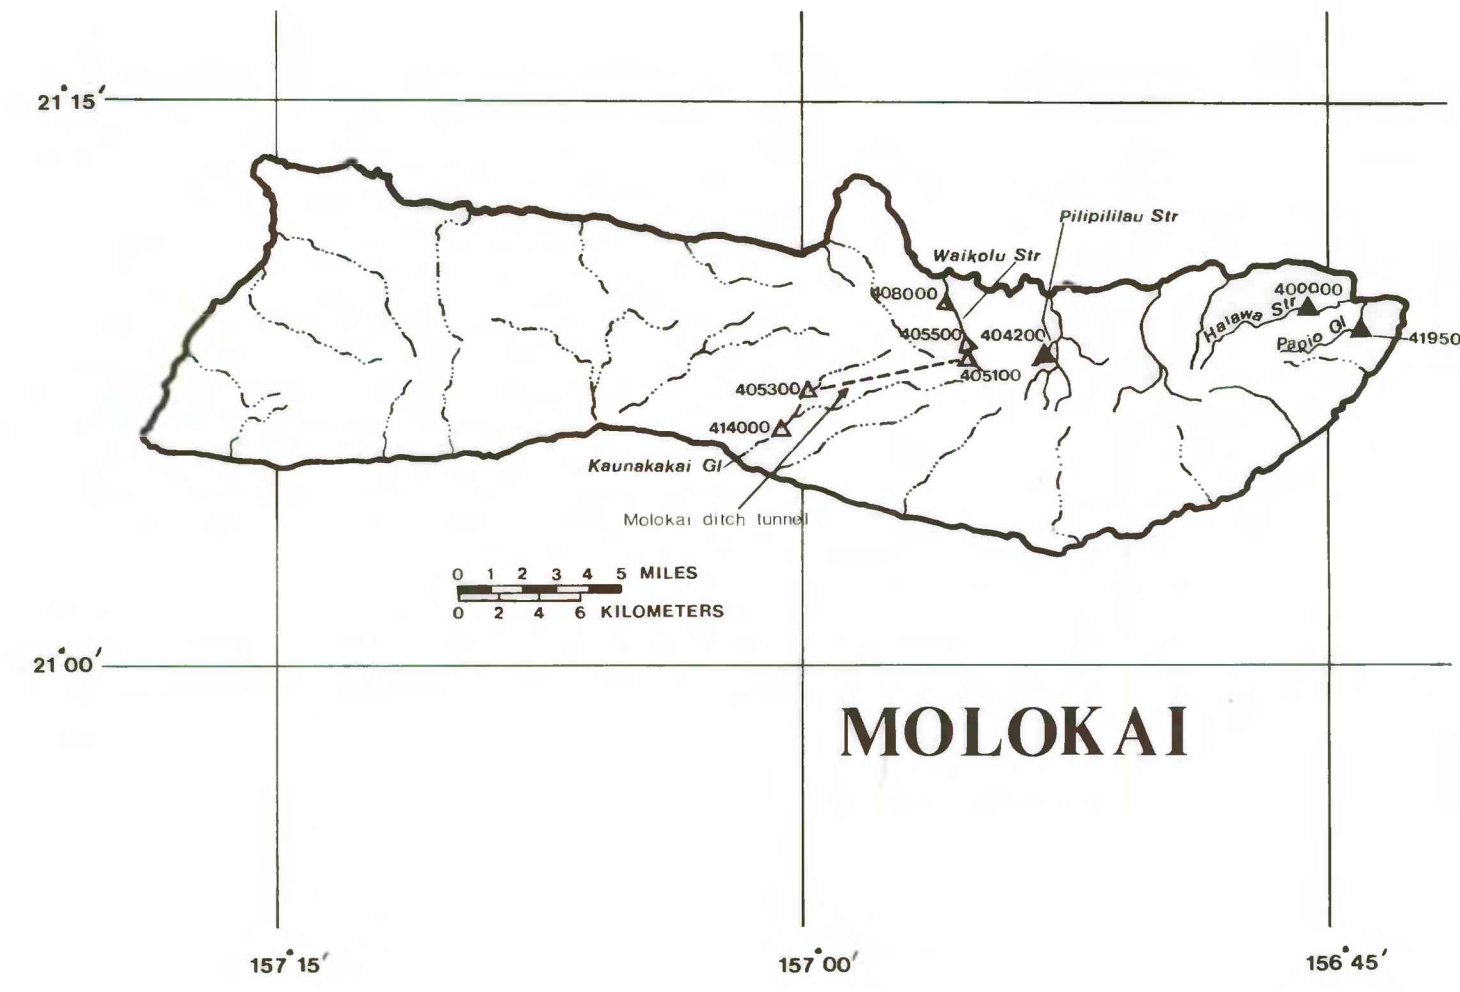 21°15′
Pilipililau Str
Waikolu Str
408000
400000
Halawa Str
405500
404200
Papio Gl
41950
405100
405300
414000
Kaunakakai Gl
Molokai ditch tunnel
0 1 2 3 4 5 MILES
0 2 4 6 KILOMETERS
21°00′
MOLOKAI
157°15′
157°00′
156°45′